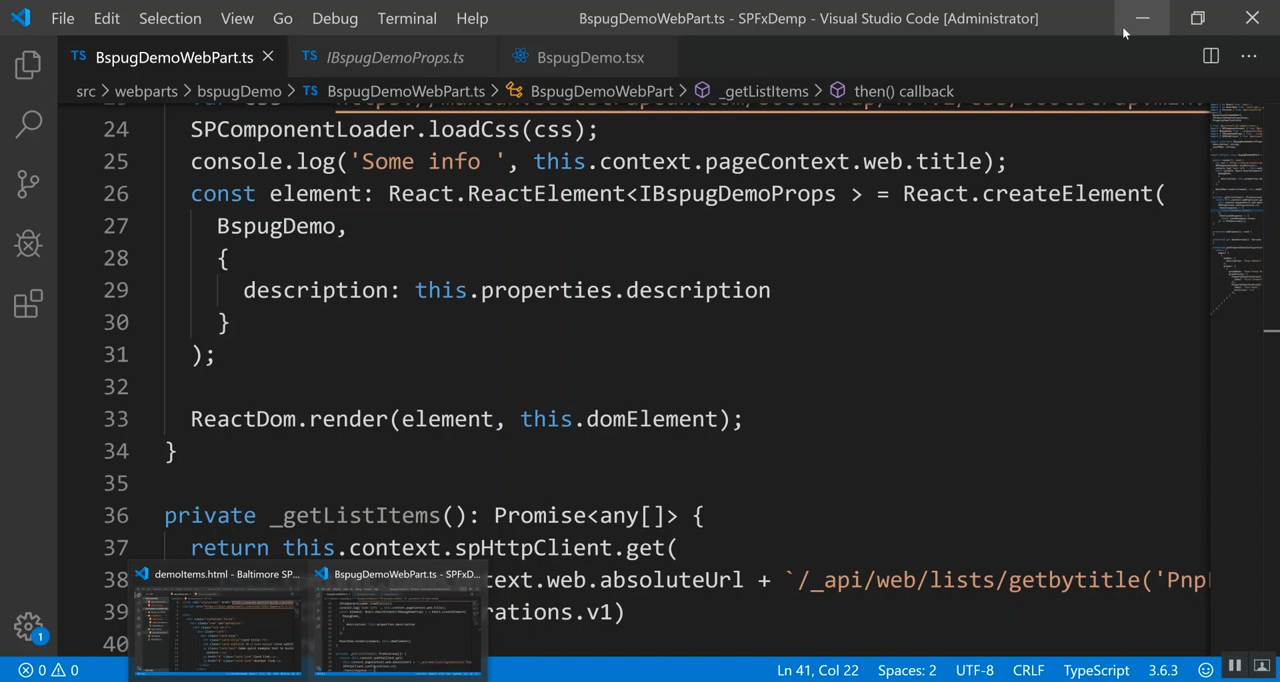 File Edit Selection View Go Debug Terminal Help BspugDemoWebPart.ts - SPFxDemp - Visual Studio Code [Administrator]
TS BspugDemoWebPart.ts TS IBspugDemoProps.ts BspugDemo.tsx
src > webparts > bspugDemo > TS BspugDemoWebPart.ts > BspugDemoWebPart > _getListItems > then() callback
24 SPComponentLoader.loadCss(css);
25 console.log('Some info ', this.context.pageContext.web.title);
26 const element: React.ReactElement<IBspugDemoProps > = React.createElement(
27 BspugDemo,
28 {
29 description: this.properties.description
30 }
31 );
32
33 ReactDom.render(element, this.domElement);
34 }
35
36 private _getListItems(): Promise<any[]> {
37 return this.context.spHttpClient.get(
38 context.web.absoluteUrl + `/_api/web/lists/getbytitle('Pnp
39 rations.v1)
40
demoItems.html - Baltimore SP... BspugDemoWebPart.ts - SPFxD...
1
0 0 Ln 41, Col 22 Spaces: 2 UTF-8 CRLF TypeScript 3.6.3